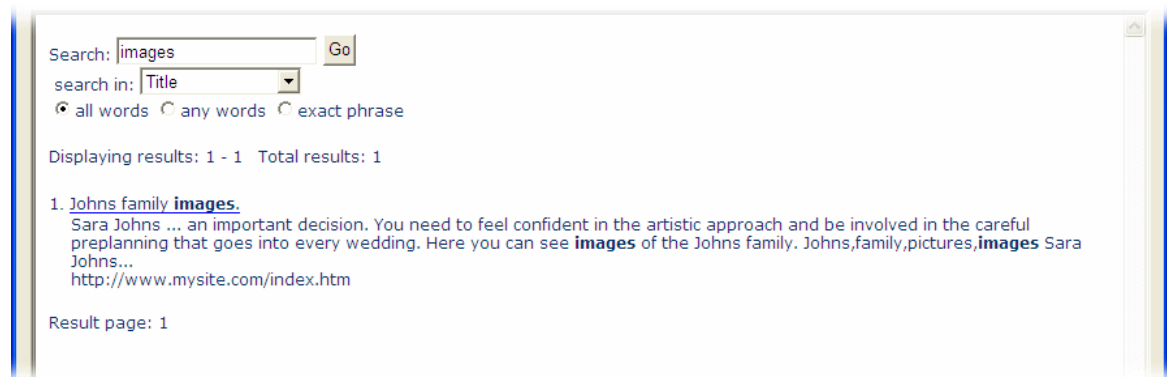 Search: images Go
search in: Title
all words any words exact phrase
Displaying results: 1 - 1 Total results: 1
1. Johns family images.
Sara Johns ... an important decision. You need to feel confident in the artistic approach and be involved in the careful
preplanning that goes into every wedding. Here you can see images of the Johns family. Johns,family,pictures,images Sara
Johns...
http://www.mysite.com/index.htm
Result page: 1